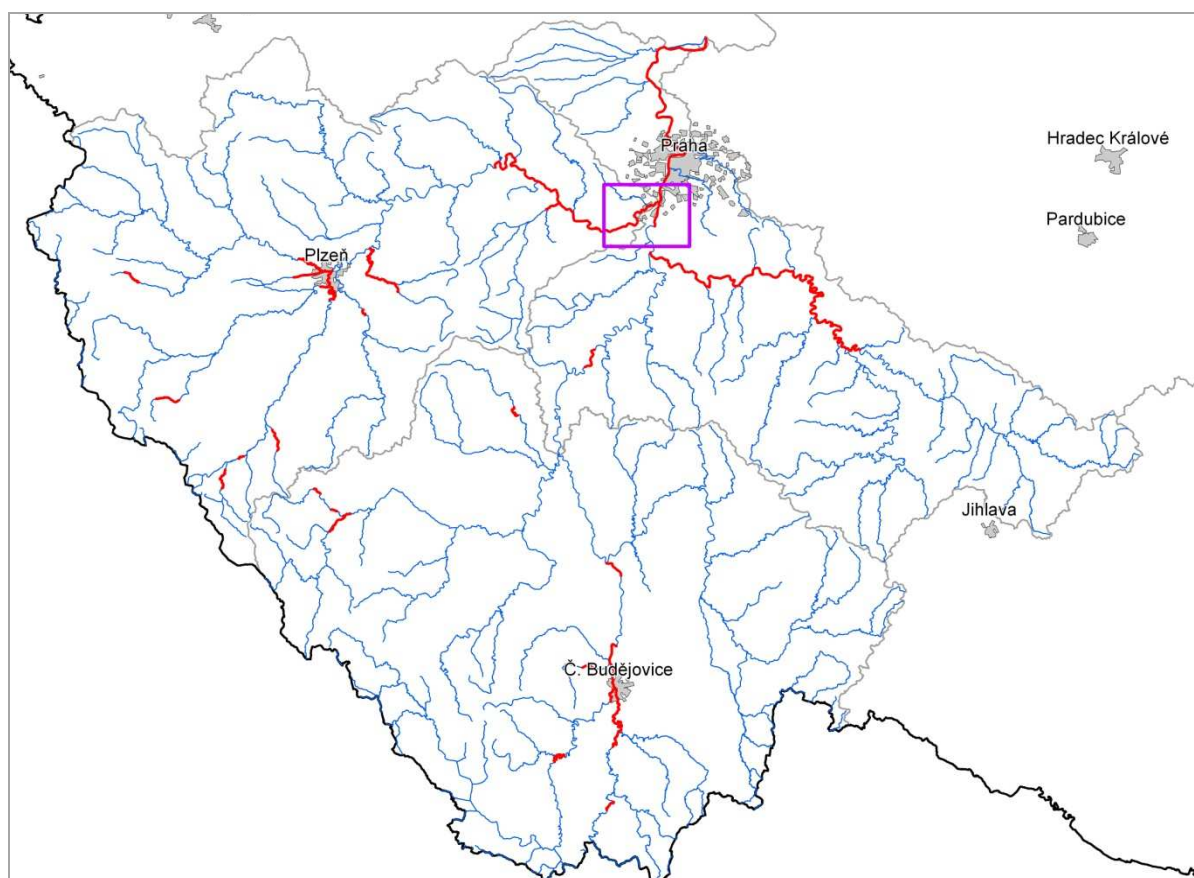 Hradec Králové
Praha
Pardubice
Plzeň
Jihlava
Č. Budějovice